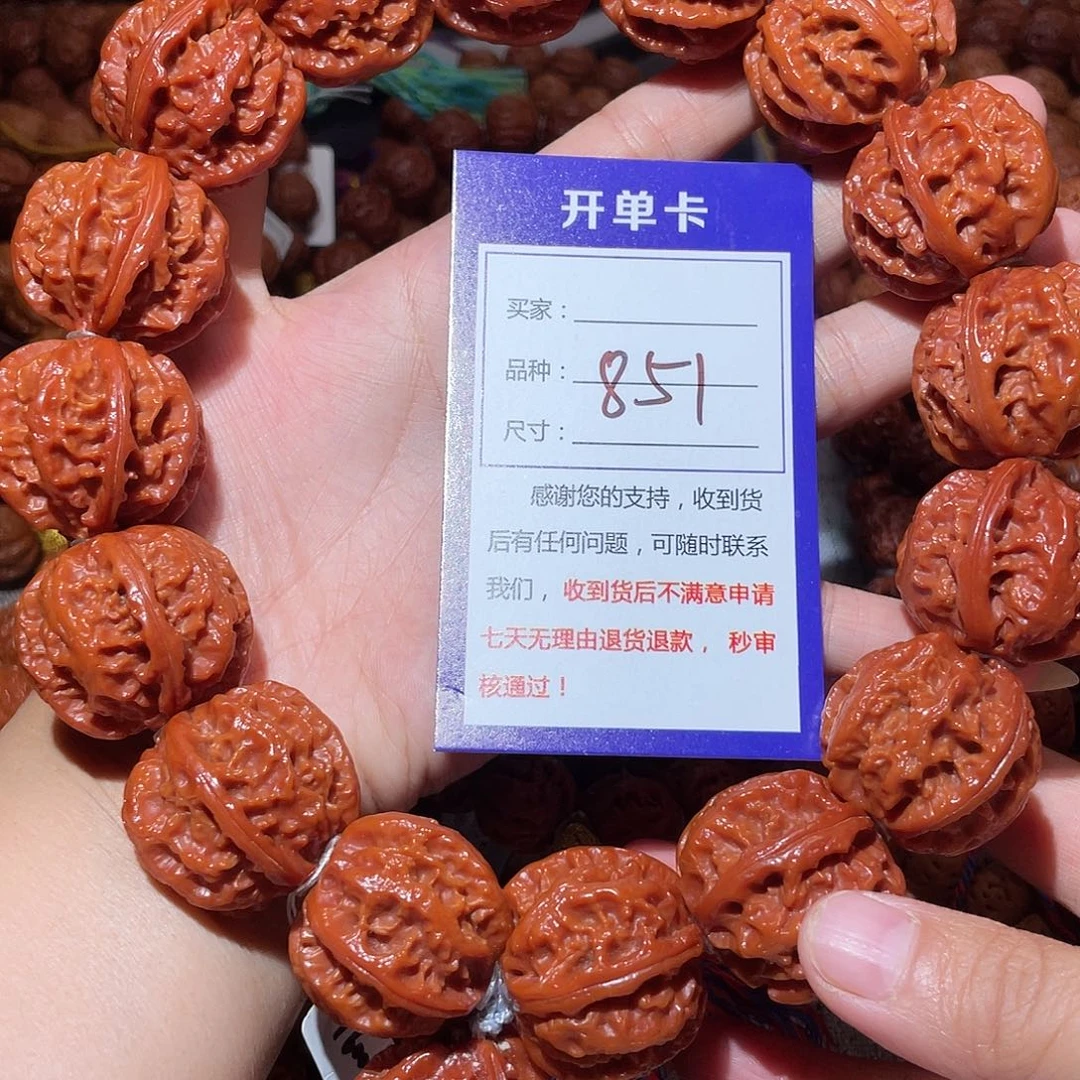 开单卡
买家：
品种：851
尺寸：
感谢您的支持，收到货
后有任何问题，可随时联系
我们，收到货后不满意申请
七天无理由退货退款，秒审
核通过！